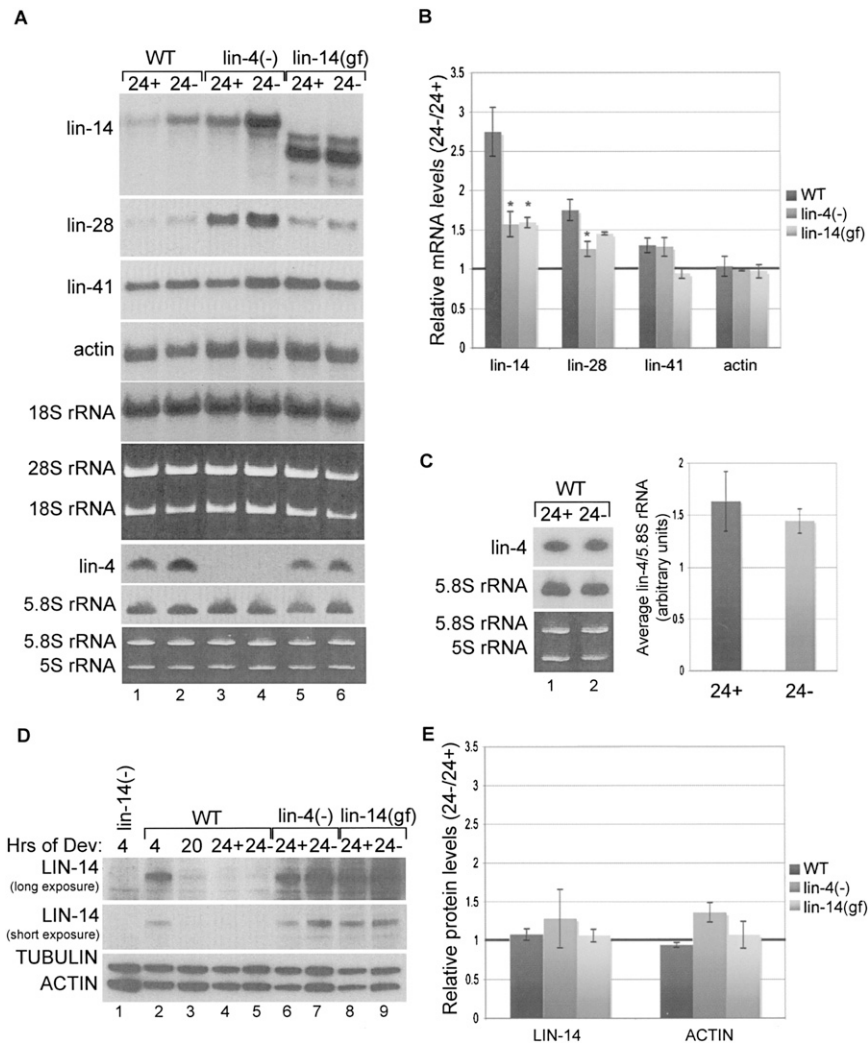 A
WT lin-4(-) lin-14(gf)
24+ 24- 24+ 24- 24+ 24-
lin-14
lin-28
lin-41
actin
18S rRNA
28S rRNA
18S rRNA
lin-4
5.8S rRNA
5.8S rRNA
5S rRNA
1 2 3 4 5 6
B
Relative mRNA levels (24-/24+)
3.5
3
2.5
2
1.5
1
0.5
0
* *
*
lin-14 lin-28 lin-41 actin
WT
lin-4(-)
lin-14(gf)
C
WT
24+ 24-
lin-4
5.8S rRNA
5.8S rRNA
5S rRNA
1 2
Average lin-4/5.8S rRNA
(arbitrary units)
2
1.5
1
0.5
0
24+ 24-
D
lin-14(-)
WT lin-4(-) lin-14(gf)
Hrs of Dev: 4 4 20 24+ 24- 24+ 24- 24+ 24-
LIN-14
(long exposure)
LIN-14
(short exposure)
TUBULIN
ACTIN
1 2 3 4 5 6 7 8 9
E
Relative protein levels (24-/24+)
3.5
3
2.5
2
1.5
1
0.5
0
LIN-14 ACTIN
WT
lin-4(-)
lin-14(gf)